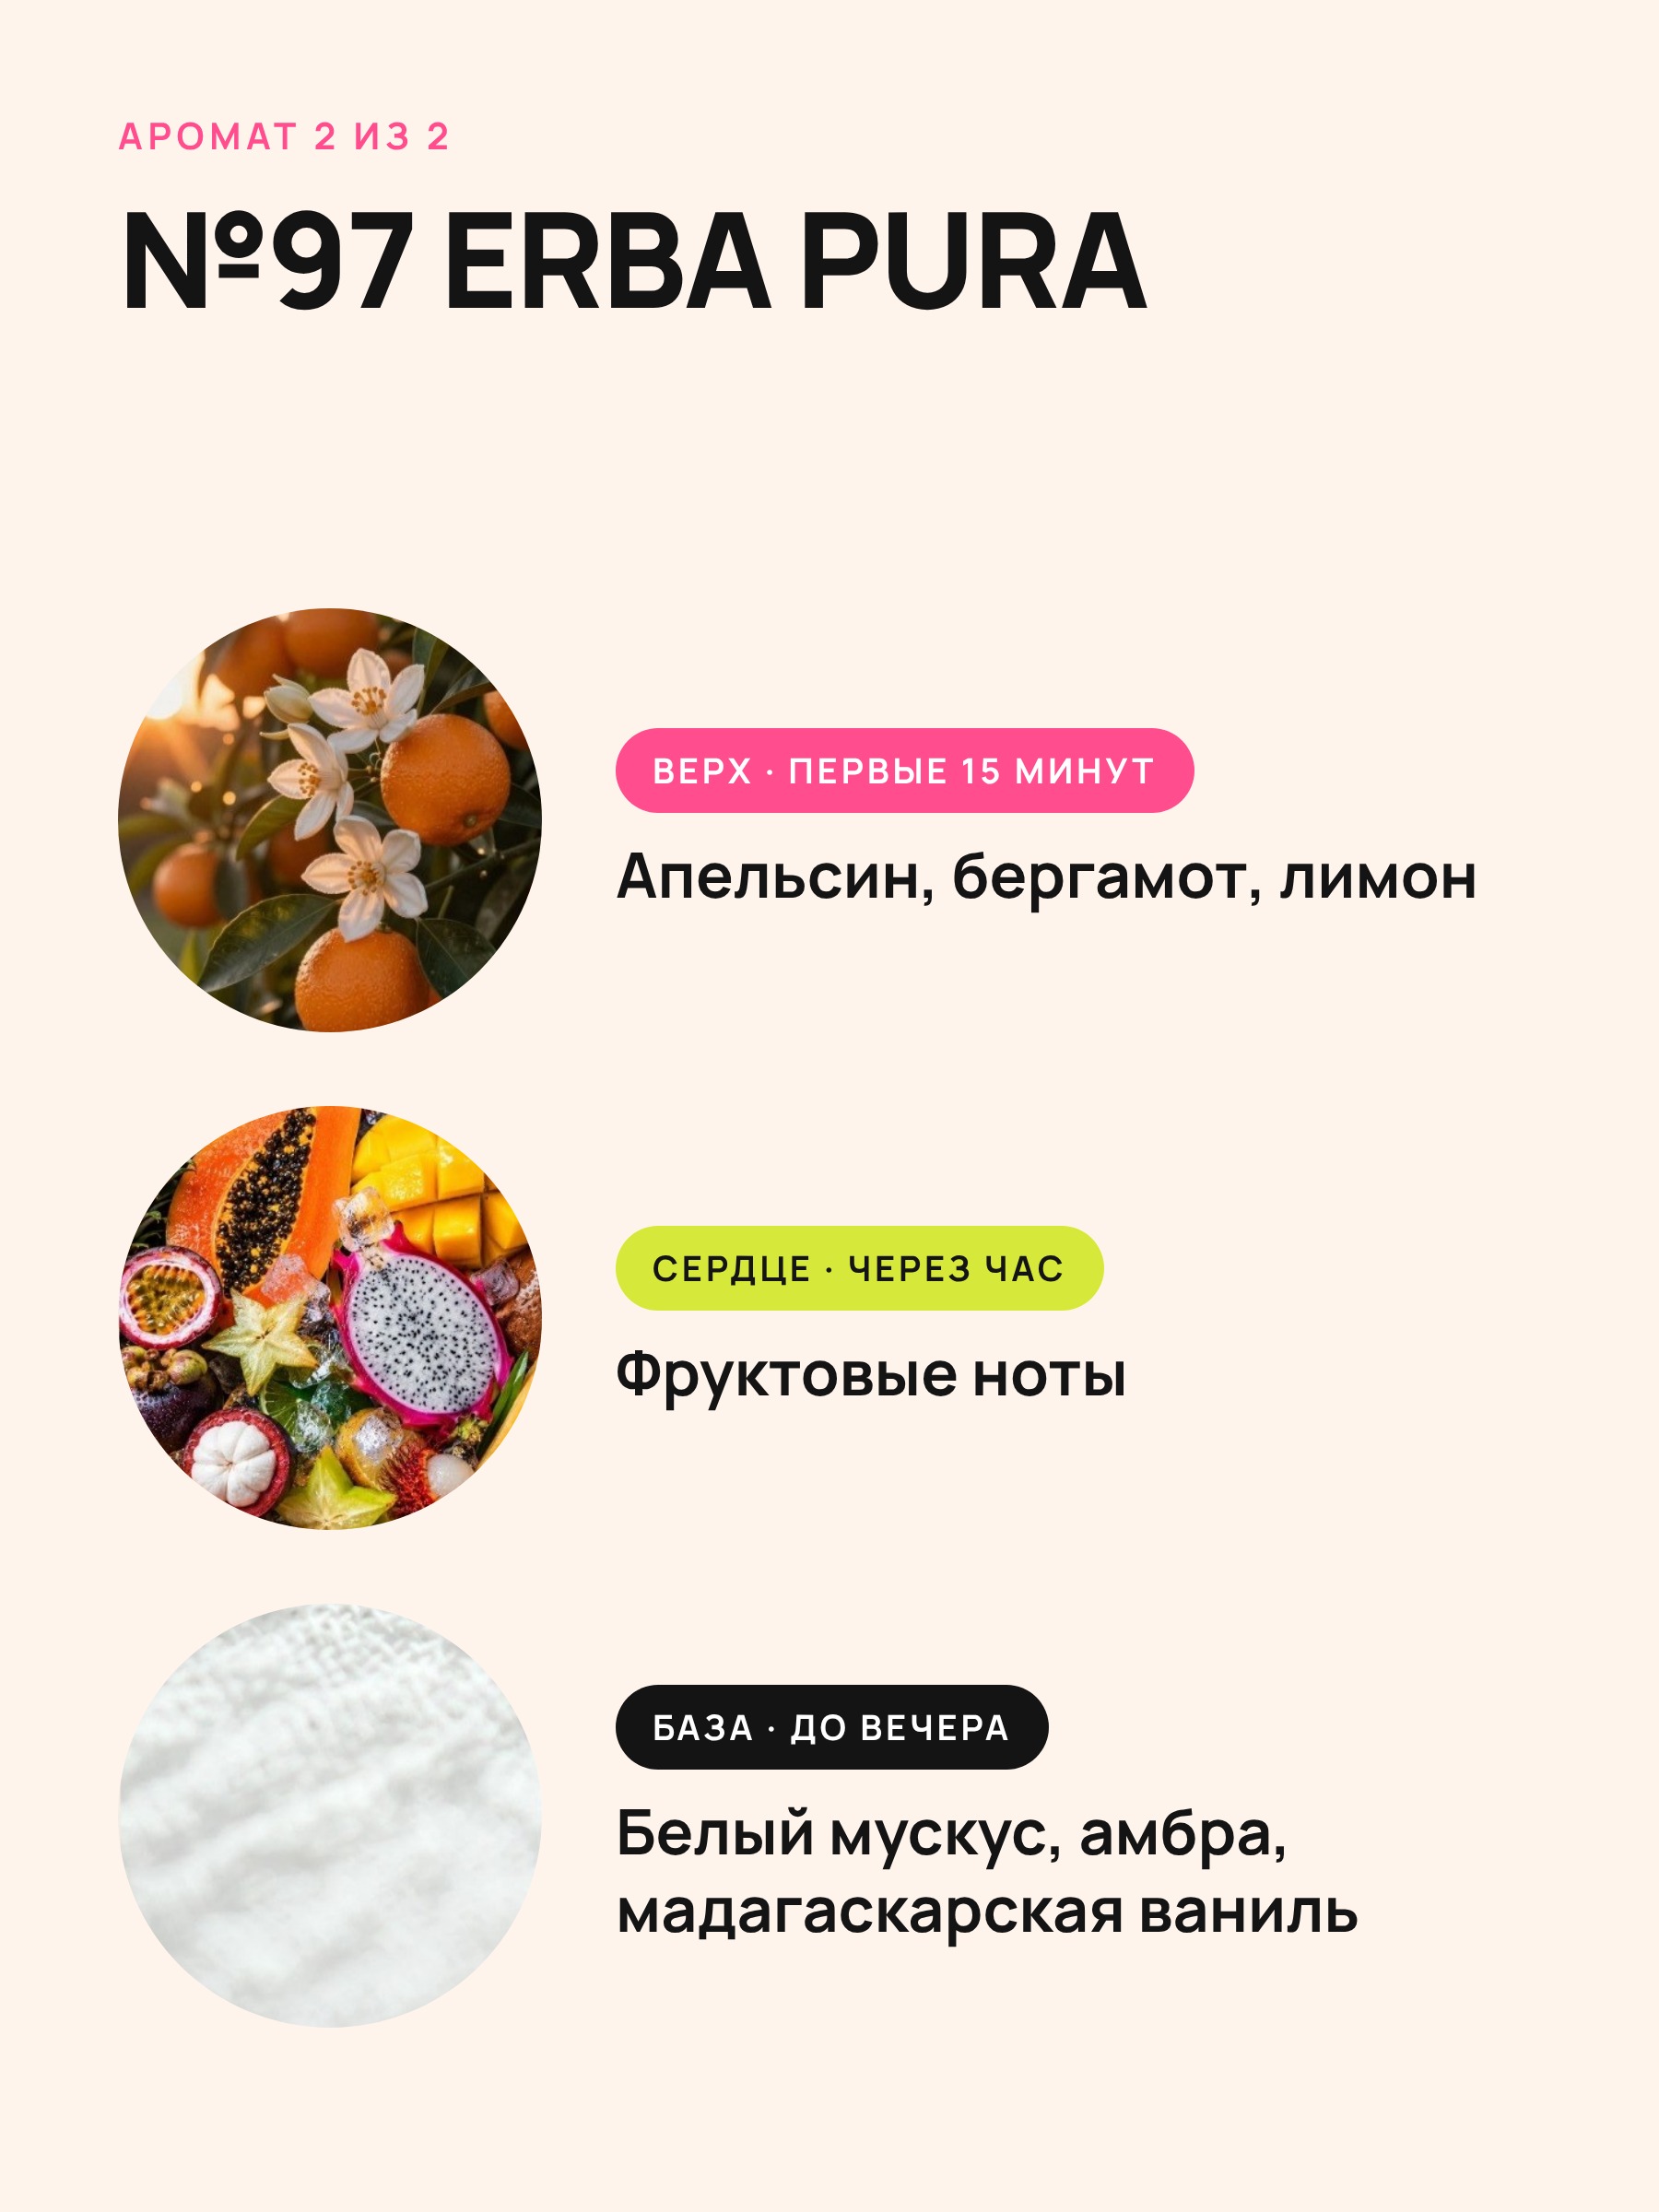 АРОМАТ 2 ИЗ 2
№97 ERBA PURA
ВЕРХ · ПЕРВЫЕ 15 МИНУТ
Апельсин, бергамот, лимон
СЕРДЦЕ · ЧЕРЕЗ ЧАС
Фруктовые ноты
БАЗА · ДО ВЕЧЕРА
Белый мускус, амбра,
мадагаскарская ваниль